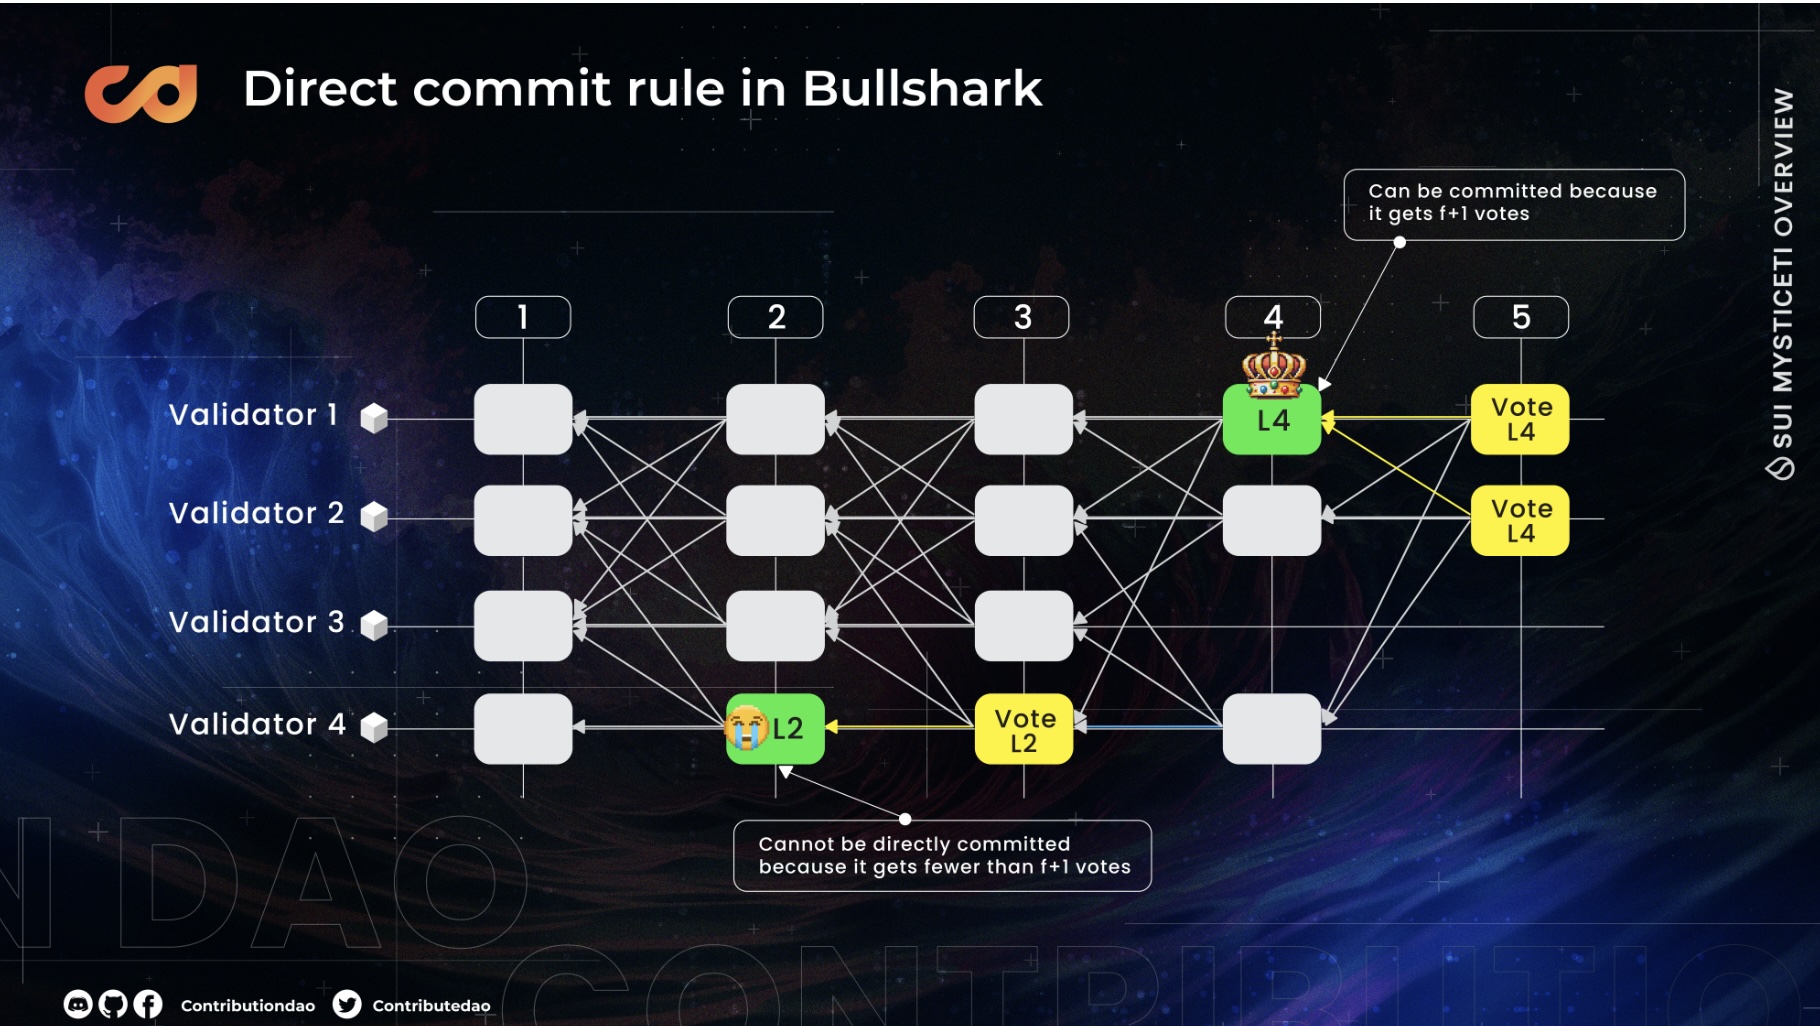 Direct commit rule in Bullshark
SUI MYSTICETI OVERVIEW
Can be committed because
it gets f+1 votes
1
2
3
4
5
Validator 1
L4
Vote
L4
Validator 2
Vote
L4
Validator 3
Validator 4
L2
Vote
L2
Cannot be directly committed
because it gets fewer than f+1 votes
N DAO
CONTRIBUTIO
Contributiondao
Contributedao